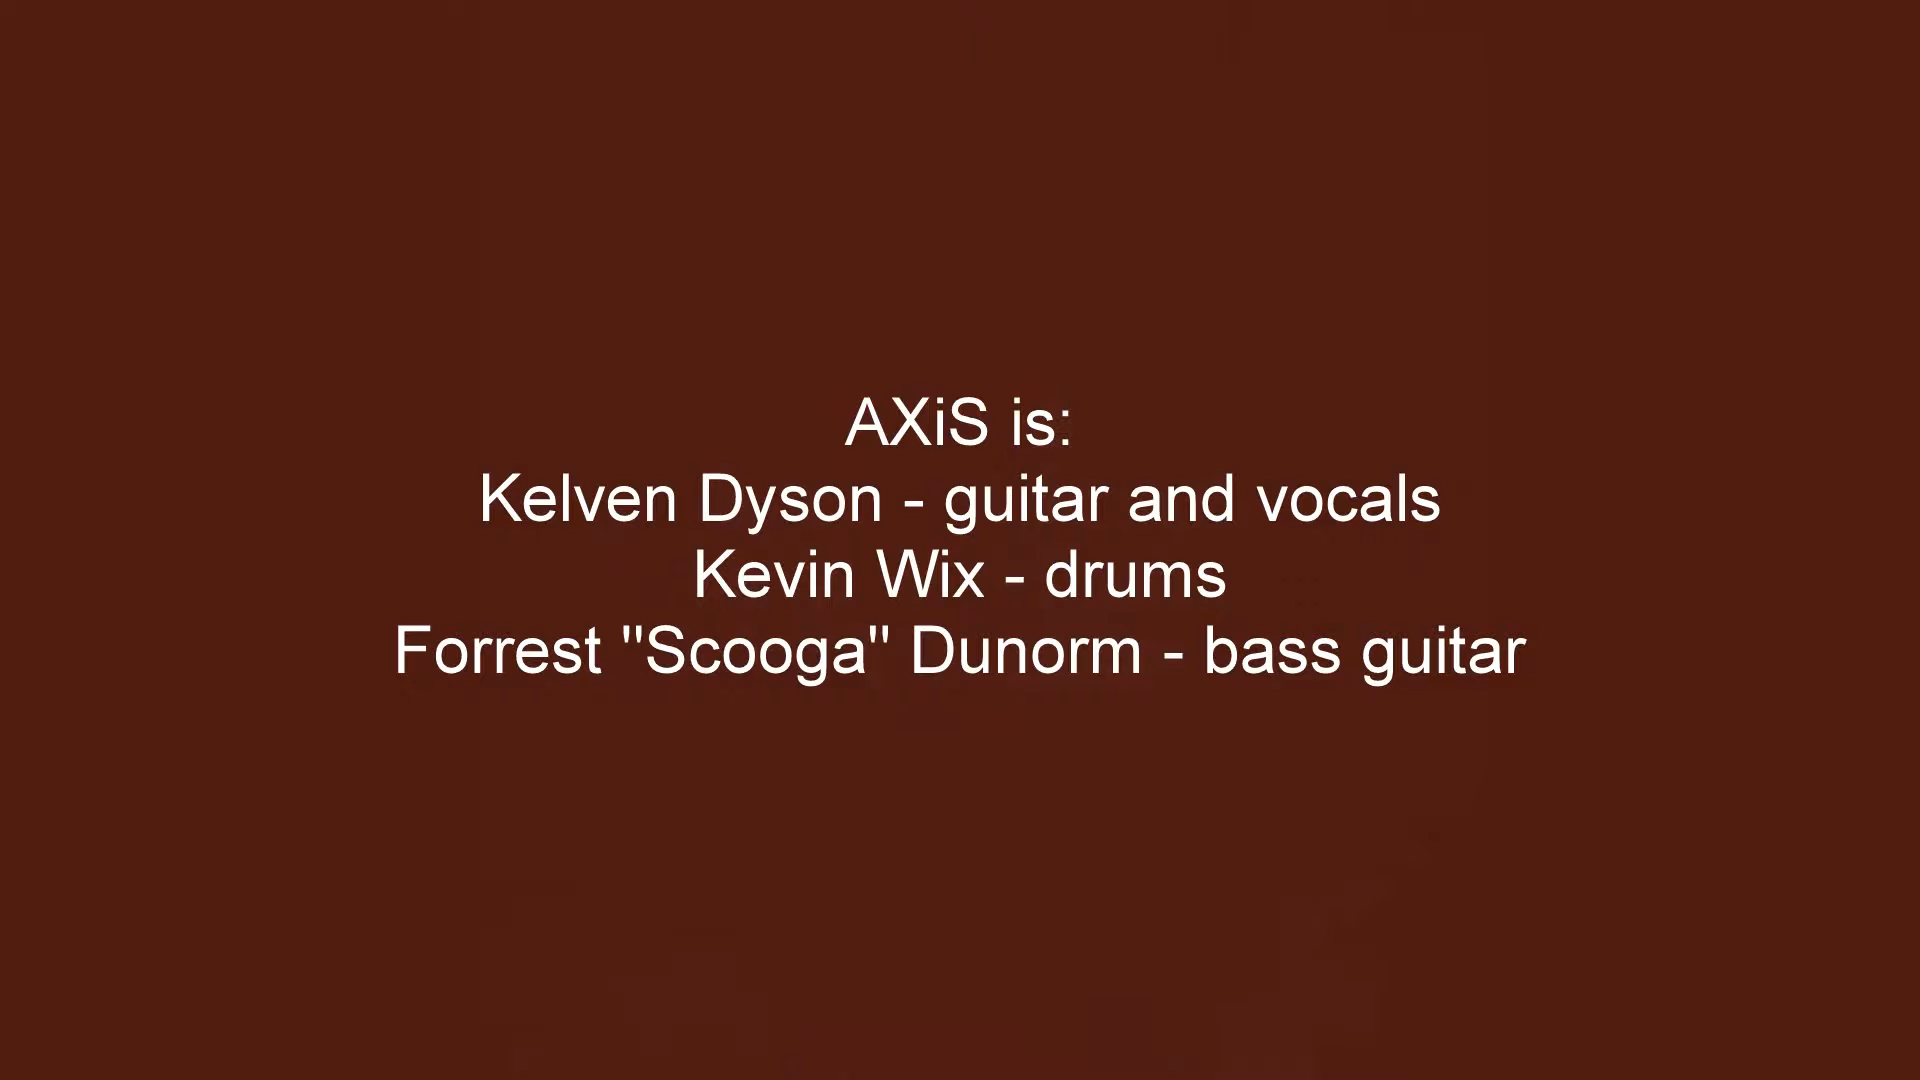 AXiS is:
Kelven Dyson - guitar and vocals
Kevin Wix - drums
Forrest "Scooga" Dunorm - bass guitar